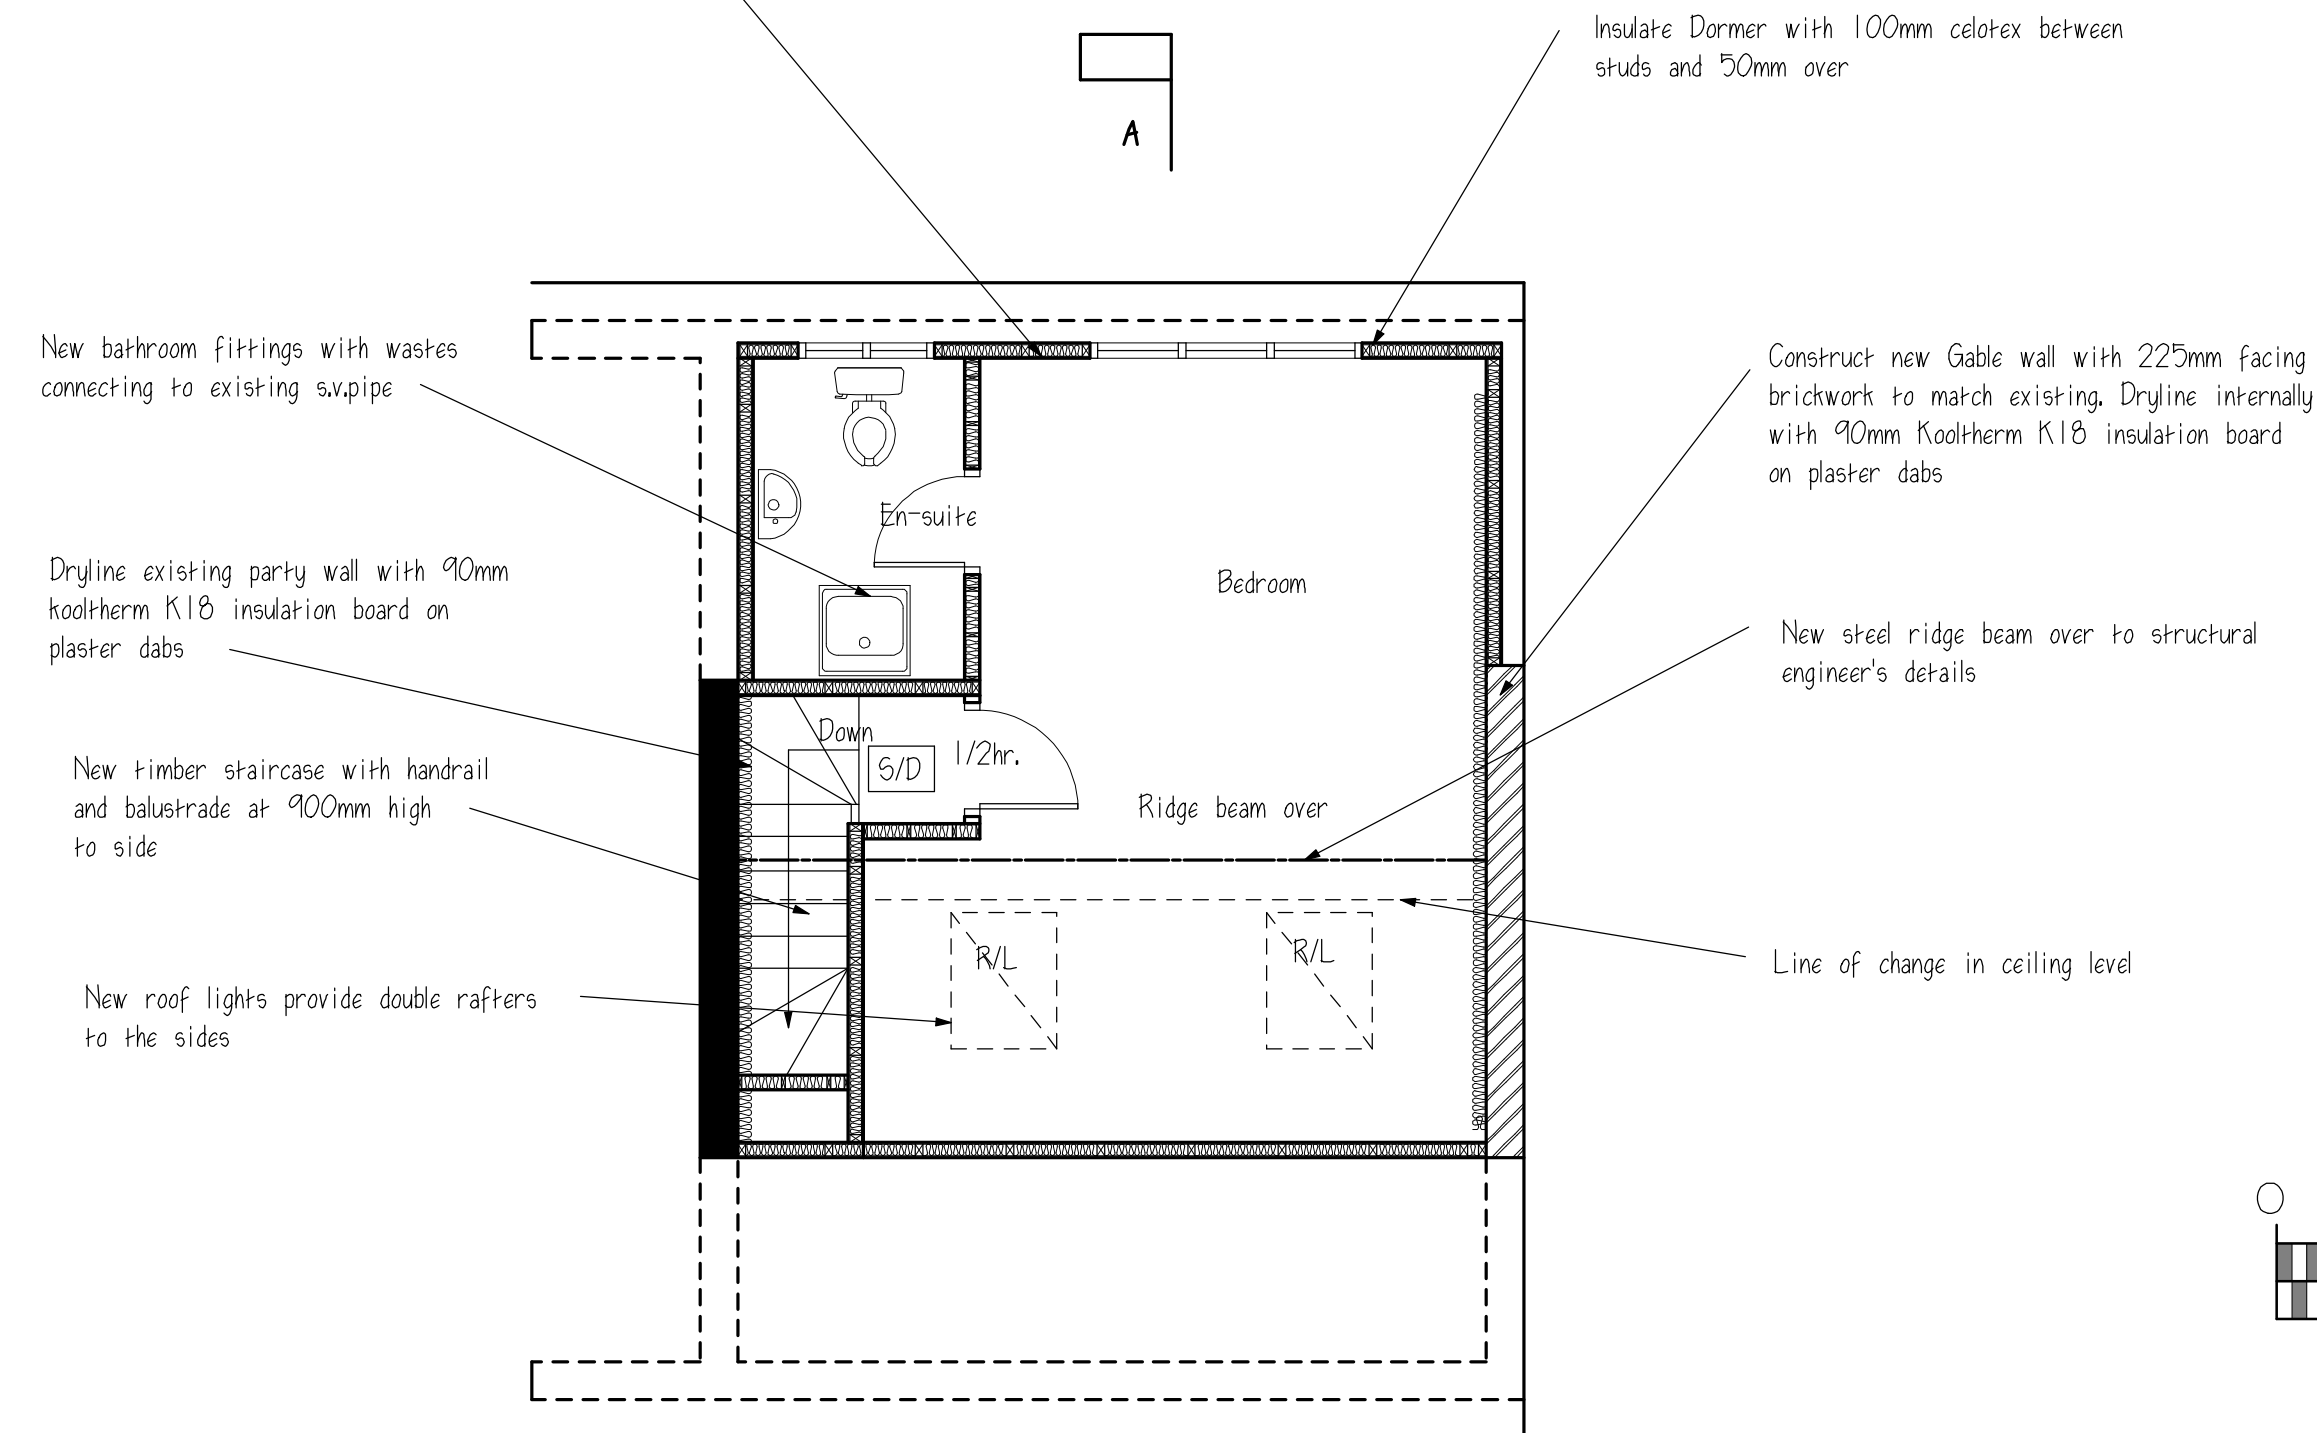 Insulate Dormer with 100mm celotex between
studs and 50mm over
A
New bathroom fittings with wastes
connecting to existing s.v.pipe
Construct new Gable wall with 225mm facing
brickwork to match existing. Dryline internally
with 90mm Kooltherm K18 insulation board
on plaster dabs
En-suite
Bedroom
Dryline existing party wall with 90mm
kooltherm K18 insulation board on
plaster dabs
New steel ridge beam over to structural
engineer's details
Down
S/D
1/2hr.
New timber staircase with handrail
and balustrade at 900mm high
to side
Ridge beam over
R/L
R/L
Line of change in ceiling level
New roof lights provide double rafters
to the sides
0